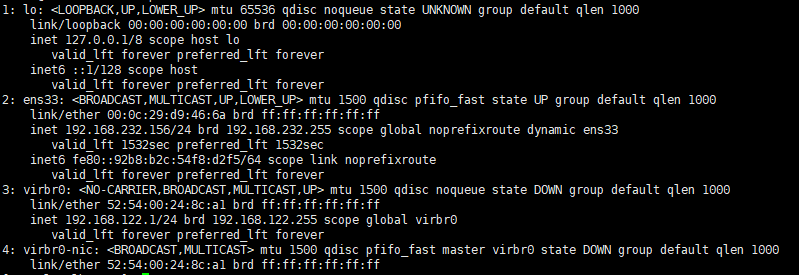 1: lo: <LOOPBACK,UP,LOWER_UP> mtu 65536 qdisc noqueue state UNKNOWN group default qlen 1000
    link/loopback 00:00:00:00:00:00 brd 00:00:00:00:00:00
    inet 127.0.0.1/8 scope host lo
       valid_lft forever preferred_lft forever
    inet6 ::1/128 scope host
       valid_lft forever preferred_lft forever
2: ens33: <BROADCAST,MULTICAST,UP,LOWER_UP> mtu 1500 qdisc pfifo_fast state UP group default qlen 1000
    link/ether 00:0c:29:d9:46:6a brd ff:ff:ff:ff:ff:ff
    inet 192.168.232.156/24 brd 192.168.232.255 scope global noprefixroute dynamic ens33
       valid_lft 1532sec preferred_lft 1532sec
    inet6 fe80::92b8:b2c:54f8:d2f5/64 scope link noprefixroute
       valid_lft forever preferred_lft forever
3: virbr0: <NO-CARRIER,BROADCAST,MULTICAST,UP> mtu 1500 qdisc noqueue state DOWN group default qlen 1000
    link/ether 52:54:00:24:8c:a1 brd ff:ff:ff:ff:ff:ff
    inet 192.168.122.1/24 brd 192.168.122.255 scope global virbr0
       valid_lft forever preferred_lft forever
4: virbr0-nic: <BROADCAST,MULTICAST> mtu 1500 qdisc pfifo_fast master virbr0 state DOWN group default qlen 1000
    link/ether 52:54:00:24:8c:a1 brd ff:ff:ff:ff:ff:ff